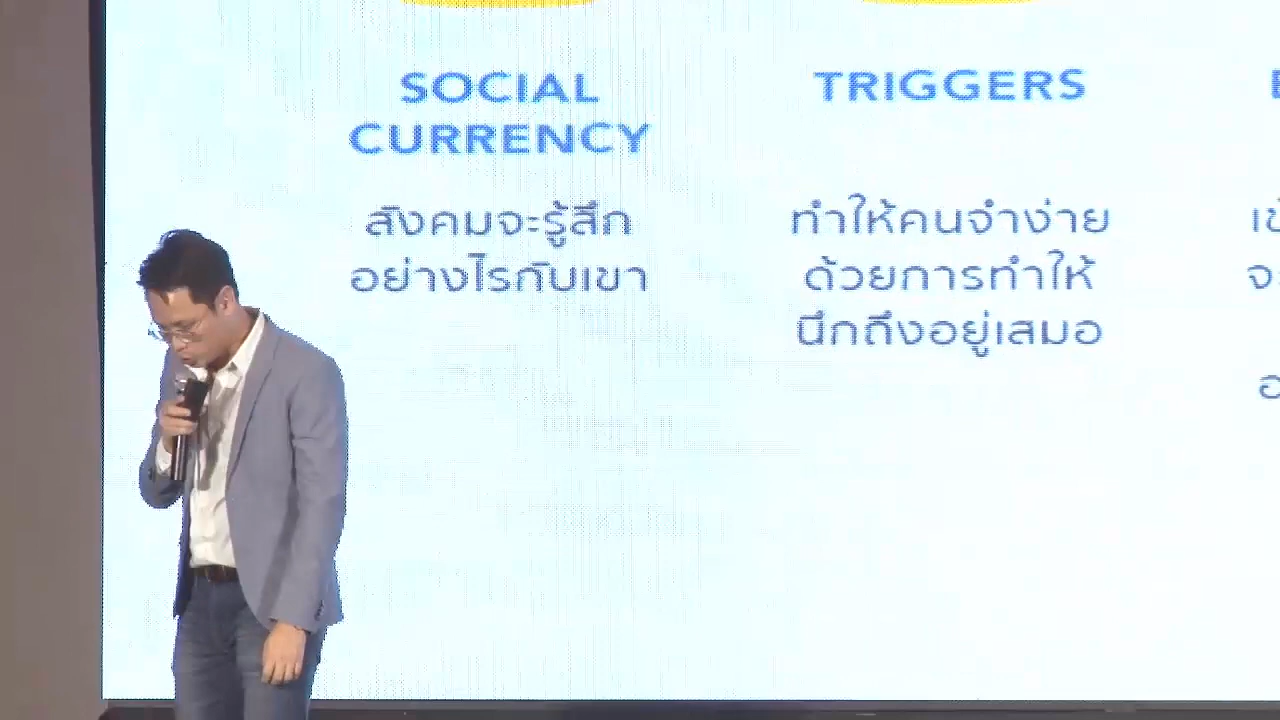 SOCIAL
CURRENCY
สังคมจะรู้สึก
อย่างไรกับเขา
TRIGGERS
ทำให้คนจำง่าย
ด้วยการทำให้
นึกถึงอยู่เสมอ